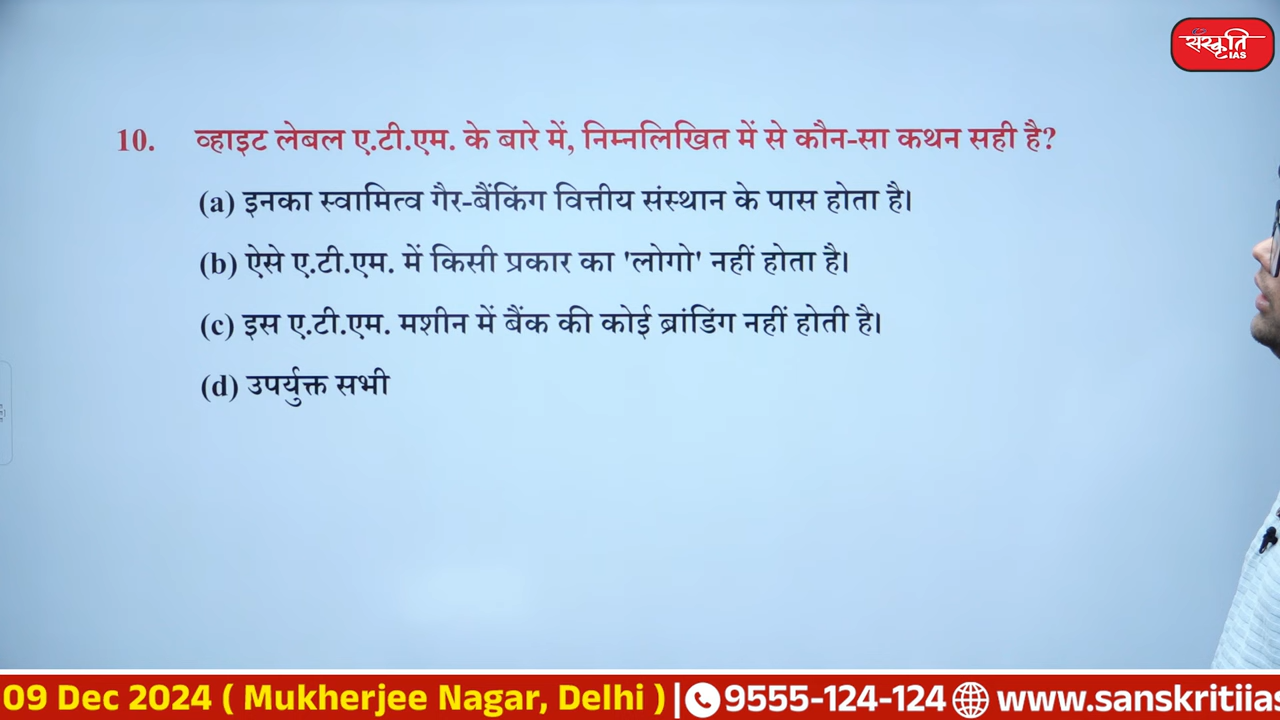 संस्कृति
IAS
10. व्हाइट लेबल ए.टी.एम. के बारे में, निम्नलिखित में से कौन-सा कथन सही है?
(a) इनका स्वामित्व गैर-बैंकिंग वित्तीय संस्थान के पास होता है।
(b) ऐसे ए.टी.एम. में किसी प्रकार का 'लोगो' नहीं होता है।
(c) इस ए.टी.एम. मशीन में बैंक की कोई ब्रांडिंग नहीं होती है।
(d) उपर्युक्त सभी
09 Dec 2024 ( Mukherjee Nagar, Delhi ) | 9555-124-124 www.sanskritiias